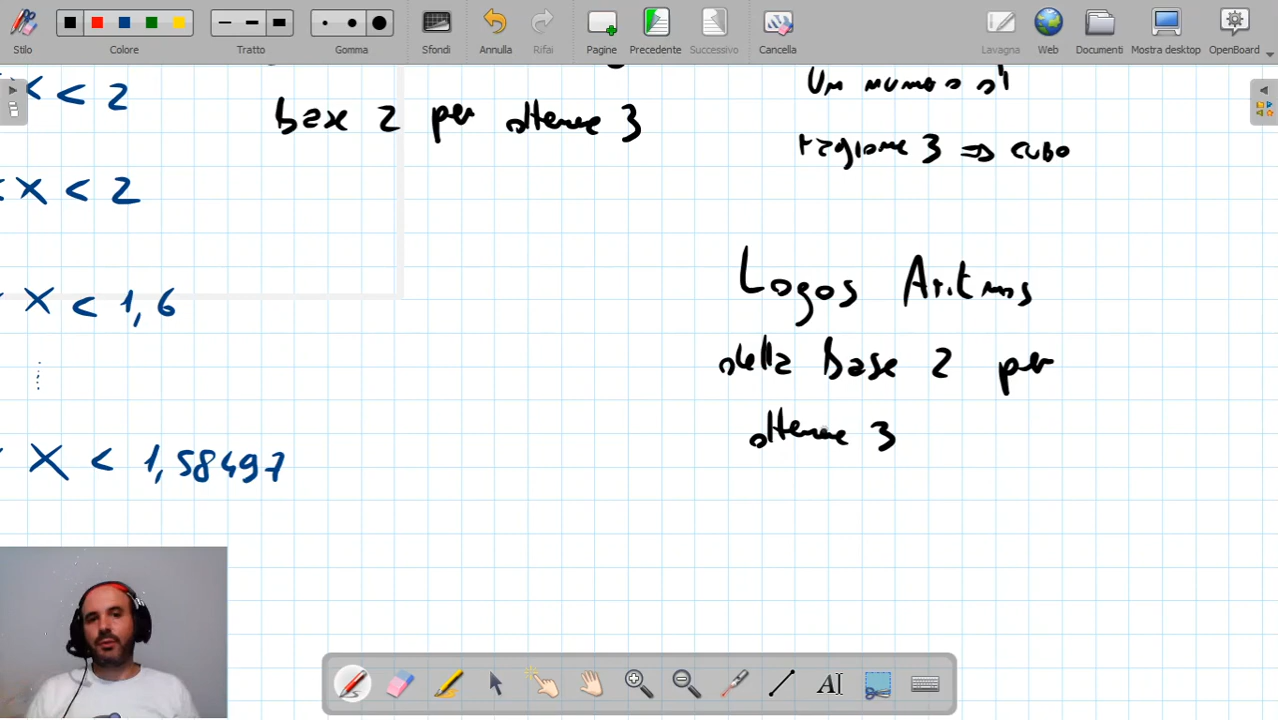 Stilo
Colore
Tratto
Gomma
Sfondi
Annulla
Rifai
Pagine
Precedente
Successivo
Cancella
Lavagna
Web
Documenti
Mostra desktop
OpenBoard
x < 2
base 2 per ottenere 3
< x < 2
x < 1,6
⋮
x < 1,58497
Un numero di
ragione 3 => cubo
Logos Aritmos
della base 2 per
ottenere 3